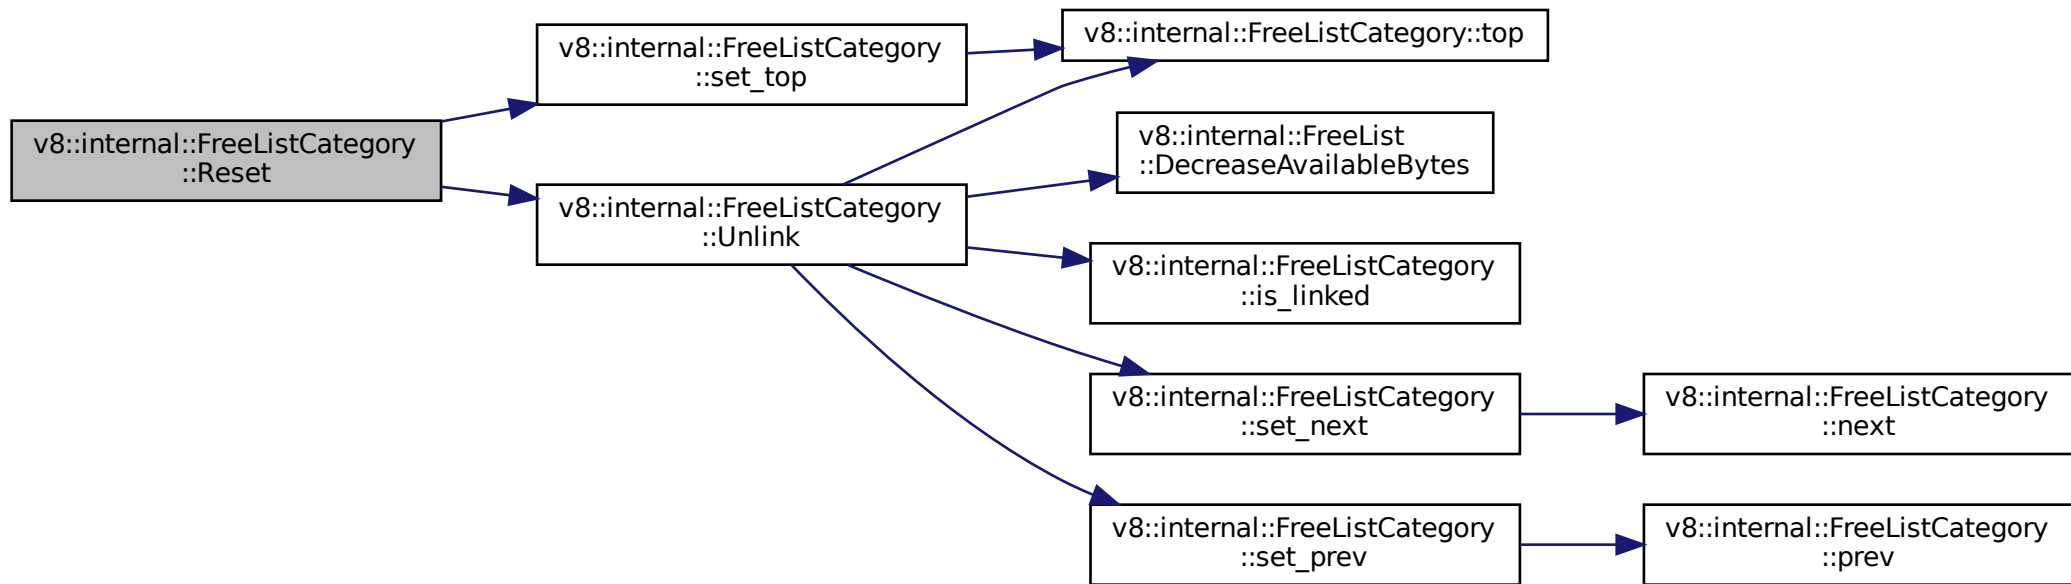 v8::internal::FreeListCategory
::Reset
v8::internal::FreeListCategory
::set_top
v8::internal::FreeListCategory
::Unlink
v8::internal::FreeListCategory::top
v8::internal::FreeList
::DecreaseAvailableBytes
v8::internal::FreeListCategory
::is_linked
v8::internal::FreeListCategory
::set_next
v8::internal::FreeListCategory
::set_prev
v8::internal::FreeListCategory
::next
v8::internal::FreeListCategory
::prev